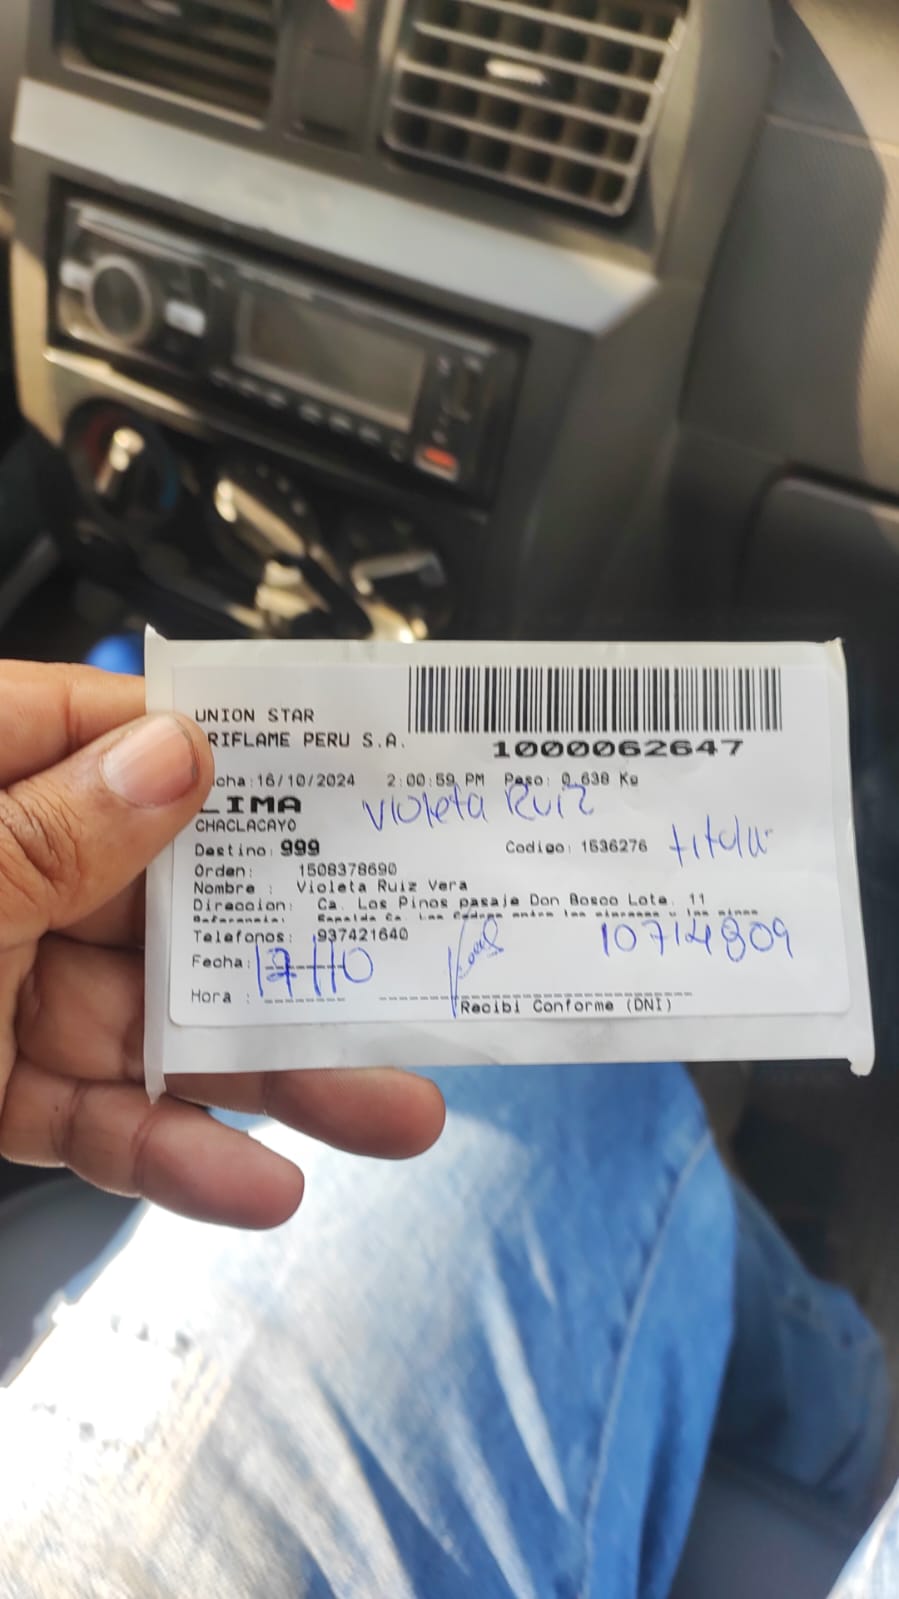 UNION STAR
RIFLAME PERU S.A.
1000062647
cha:16/10/2024 2:00:59 PM Peso: 0.638 Kg
LIMA
Violeta Ruiz
CHACLACAYO
Destino: 999 Codigo: 1536276 titular
Orden: 1508378690
Nombre : Violeta Ruiz Vera
Direccion: Ca. Los Pinos pasaje Don Bosco Lote. 11
Telefonos: 937421640
10714809
Fecha: 17/10
Hora :
Recibi Conforme (DNI)